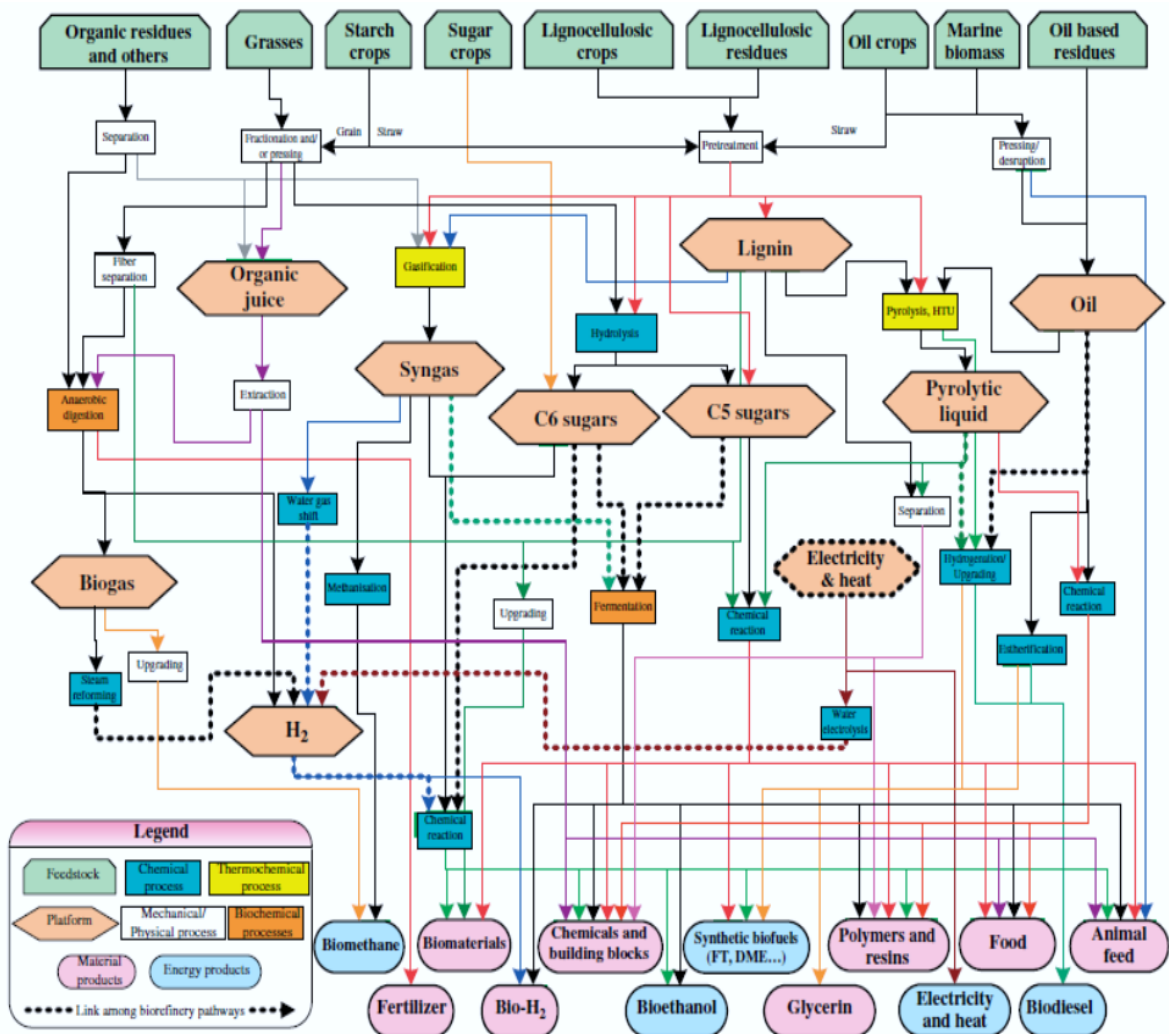 Organic residues
and others
Grasses
Starch
crops
Sugar
crops
Lignocellulosic
crops
Lignocellulosic
residues
Oil crops
Marine
biomass
Oil based
residues
Separation
Fractionation and/
or pressing
Grain
Straw
Pretreatment
Straw
Pressing/
desruption
Fiber
separation
Organic
juice
Gasification
Lignin
Pyrolysis, HTU
Oil
Hydrolysis
Anaerobic
digestion
Extraction
Syngas
C6 sugars
C5 sugars
Pyrolytic
liquid
Water gas
shift
Separation
Biogas
Methanisation
Upgrading
Fermentation
Chemical
reaction
Electricity
& heat
Hydrogenation/
Upgrading
Chemical
reaction
Steam
reforming
Upgrading
Estherification
H2
Water
electrolysis
Chemical
reaction
Legend
Feedstock
Chemical
process
Thermochemical
process
Platform
Mechanical/
Physical process
Biochemical
processes
Material
products
Energy products
Link among biorefinery pathways
Biomethane
Biomaterials
Chemicals and
building blocks
Synthetic biofuels
(FT, DME...)
Polymers and
resins
Food
Animal
feed
Fertilizer
Bio-H2
Bioethanol
Glycerin
Electricity
and heat
Biodiesel